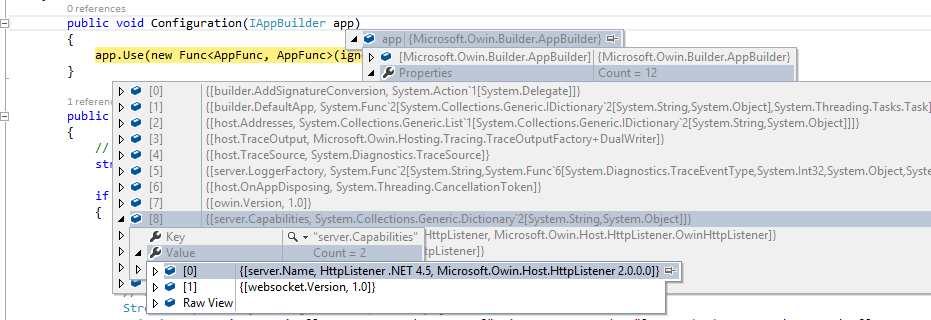 0 references
public void Configuration(IAppBuilder app)
{
app {Microsoft.Owin.Builder.AppBuilder}
app.Use(new Func<AppFunc, AppFunc>(ign
[Microsoft.Owin.Builder.AppBuilder] {Microsoft.Owin.Builder.AppBuilder}
}
Properties Count = 12
[0] {[builder.AddSignatureConversion, System.Action`1[System.Delegate]]}
1 referenc
[1] {[builder.DefaultApp, System.Func`2[System.Collections.Generic.IDictionary`2[System.String,System.Object],System.Threading.Tasks.Task]
public
[2] {[host.Addresses, System.Collections.Generic.List`1[System.Collections.Generic.IDictionary`2[System.String,System.Object]]]}
{
[3] {[host.TraceOutput, Microsoft.Owin.Hosting.Tracing.TraceOutputFactory+DualWriter]}
//
[4] {[host.TraceSource, System.Diagnostics.TraceSource]}
str
[5] {[server.LoggerFactory, System.Func`2[System.String,System.Func`6[System.Diagnostics.TraceEventType,System.Int32,System.Object,Syste
[6] {[host.OnAppDisposing, System.Threading.CancellationToken]}
if
[7] {[owin.Version, 1.0]}
{
[8] {[server.Capabilities, System.Collections.Generic.Dictionary`2[System.String,System.Object]]}
Key "server.Capabilities"
HttpListener, Microsoft.Owin.Host.HttpListener.OwinHttpListener]}
Value Count = 2
pListener]}
[0] {[server.Name, HttpListener .NET 4.5, Microsoft.Owin.Host.HttpListener 2.0.0.0]}
[1] {[websocket.Version, 1.0]}
//
Raw View
Stre